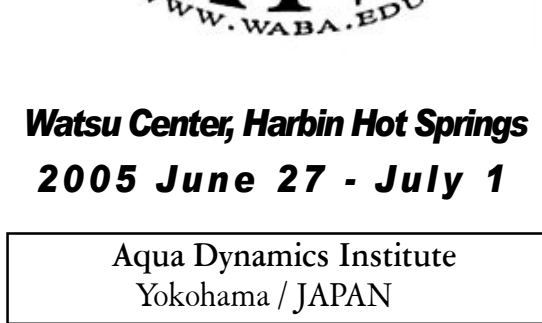 WWW.WABA.EDU
Watsu Center, Harbin Hot Springs
2005 June 27 - July 1
Aqua Dynamics Institute
Yokohama / JAPAN